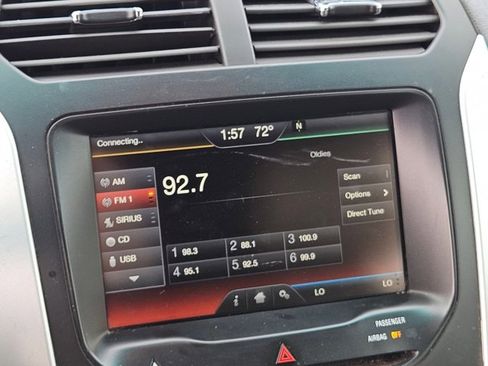 Connecting..
1:57 72°
N
Oldies
AM
92.7
Scan
FM 1
Options
SIRIUS
Direct Tune
CD
1 98.3 2 88.1 3 100.9
USB
4 95.1 5 92.5 6 99.9
LO LO
PASSENGER
AIRBAG OFF